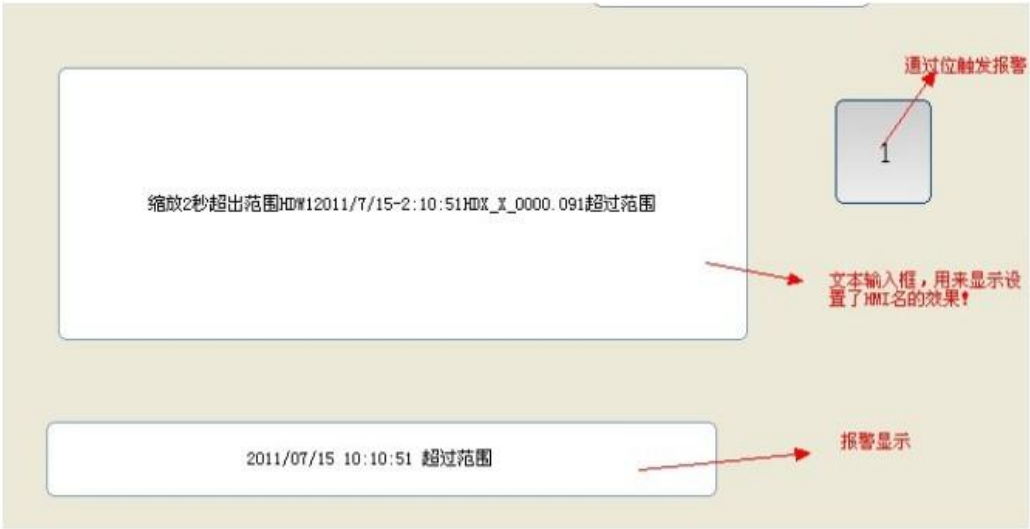 通过位触发报警
1
缩放2秒超出范围HDW12011/7/15-2:10:51HDX_X_0000.091超过范围
文本输入框，用来显示设
置了HMI名的效果！
报警显示
2011/07/15 10:10:51 超过范围